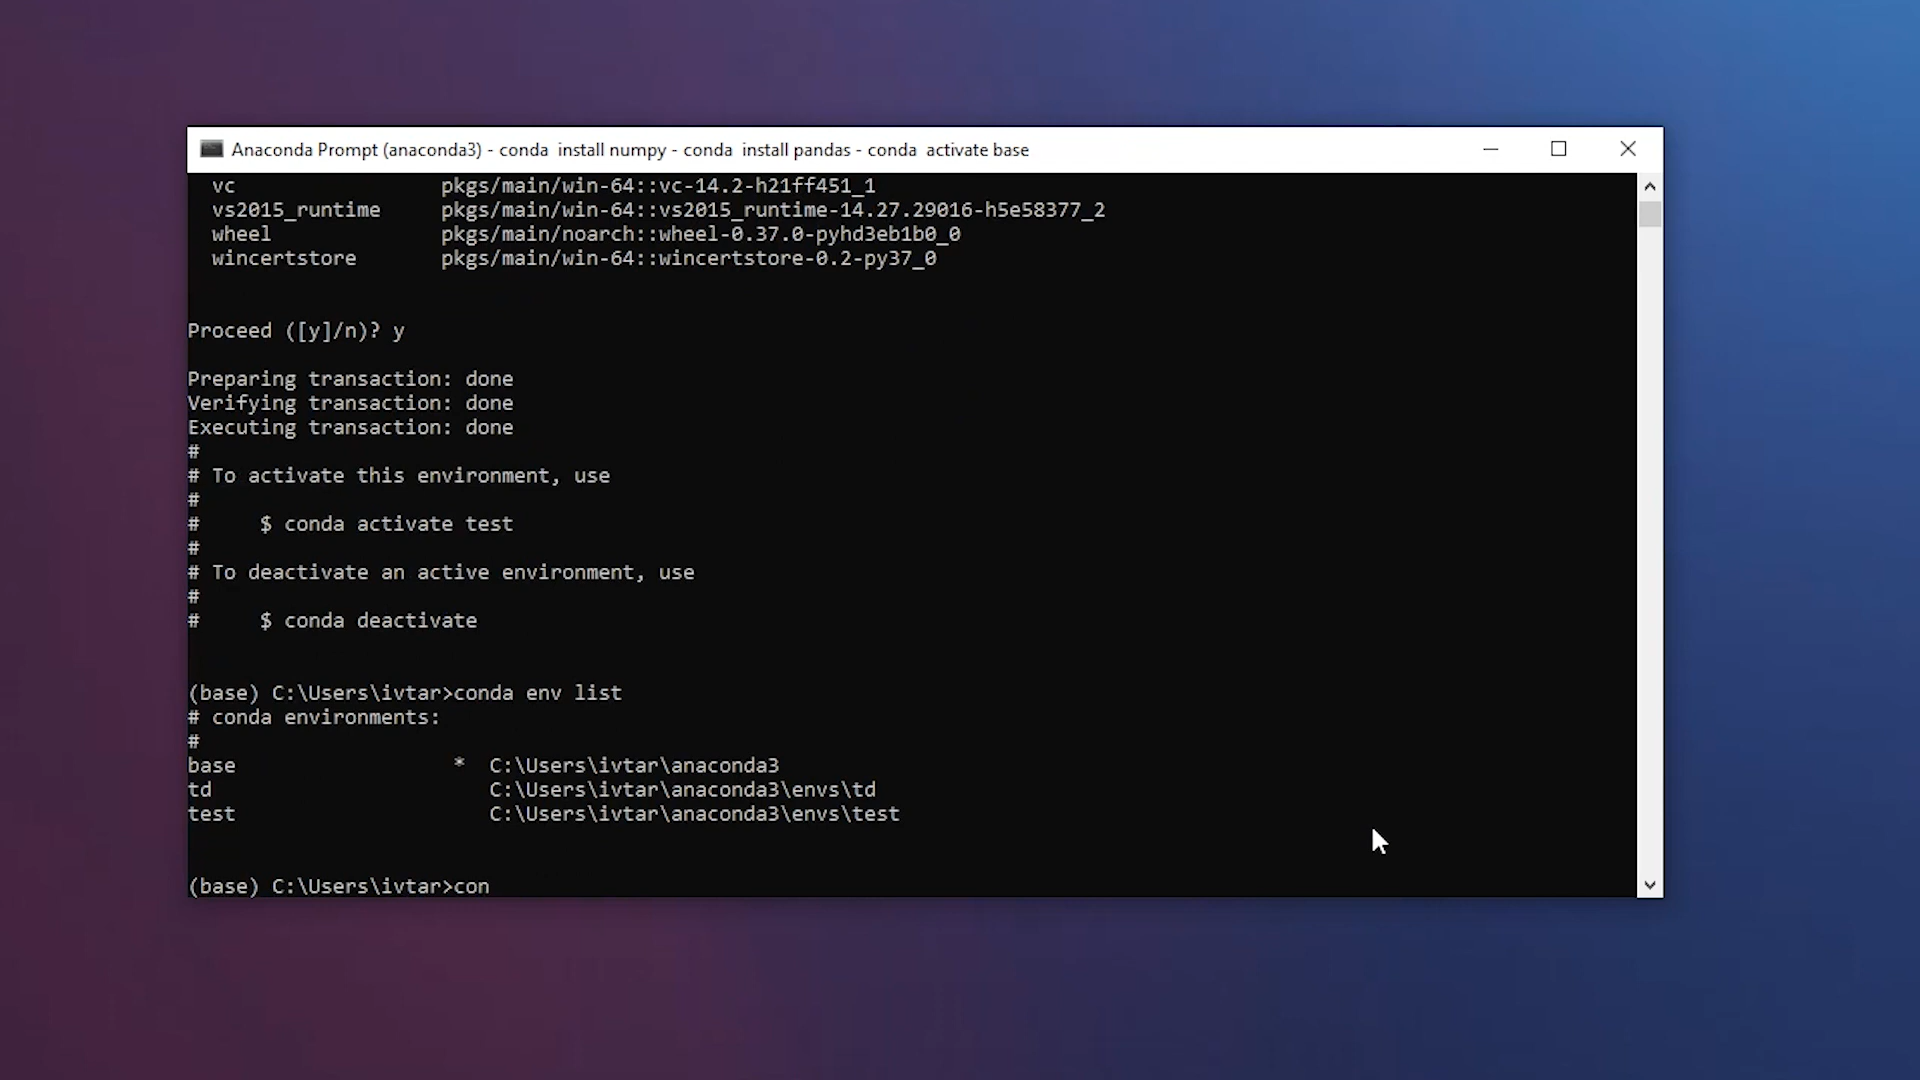 Anaconda Prompt (anaconda3) - conda  install numpy - conda  install pandas - conda  activate base
vc                 pkgs/main/win-64::vc-14.2-h21ff451_1
vs2015_runtime     pkgs/main/win-64::vs2015_runtime-14.27.29016-h5e58377_2
wheel              pkgs/main/noarch::wheel-0.37.0-pyhd3eb1b0_0
wincertstore       pkgs/main/win-64::wincertstore-0.2-py37_0
Proceed ([y]/n)? y
Preparing transaction: done
Verifying transaction: done
Executing transaction: done
#
# To activate this environment, use
#
#     $ conda activate test
#
# To deactivate an active environment, use
#
#     $ conda deactivate
(base) C:\Users\ivtar>conda env list
# conda environments:
#
base                  *  C:\Users\ivtar\anaconda3
td                       C:\Users\ivtar\anaconda3\envs\td
test                     C:\Users\ivtar\anaconda3\envs\test
(base) C:\Users\ivtar>con